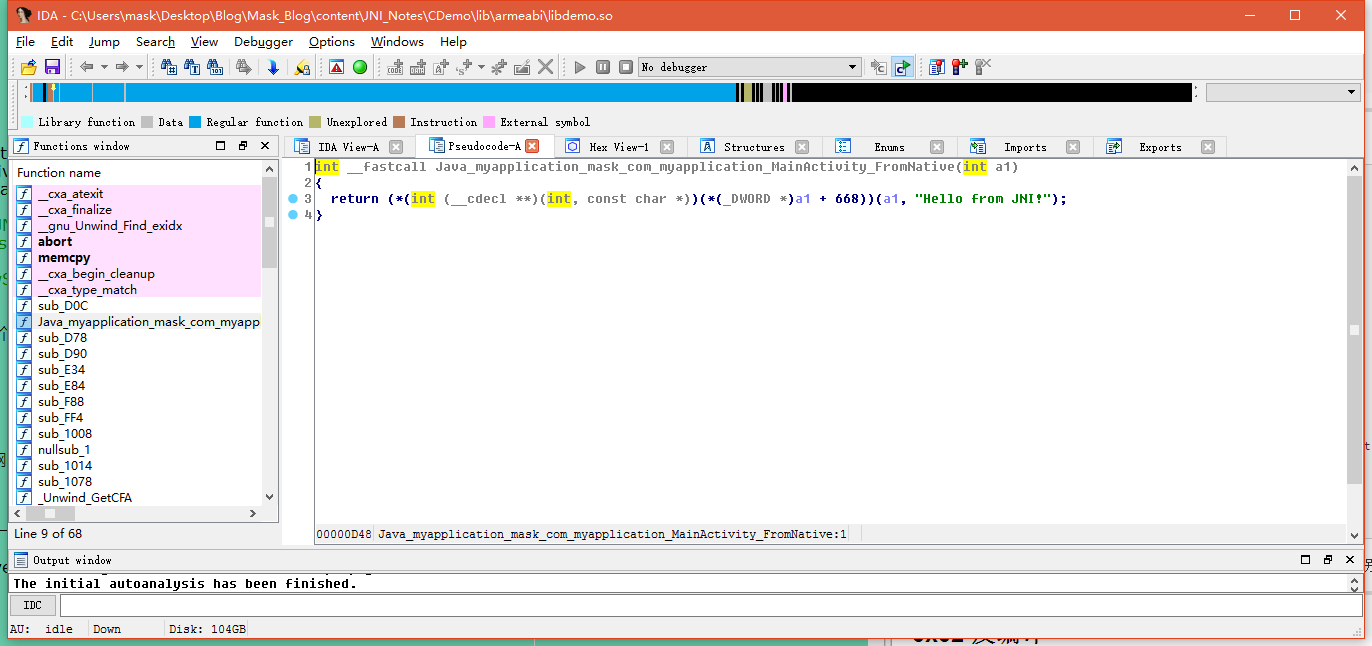 IDA - C:\Users\mask\Desktop\Blog\Mask_Blog\content\JNI_Notes\CDemo\lib\armeabi\libdemo.so
File Edit Jump Search View Debugger Options Windows Help
No debugger
Library function Data Regular function Unexplored Instruction External symbol
Functions window
IDA View-A Pseudocode-A Hex View-1 Structures Enums Imports Exports
Function name
__cxa_atexit
__cxa_finalize
__gnu_Unwind_Find_exidx
abort
memcpy
__cxa_begin_cleanup
__cxa_type_match
sub_D0C
Java_myapplication_mask_com_myapp
sub_D78
sub_D90
sub_E34
sub_E84
sub_F88
sub_FF4
sub_1008
nullsub_1
sub_1014
sub_1078
_Unwind_GetCFA
Line 9 of 68
1 int __fastcall Java_myapplication_mask_com_myapplication_MainActivity_FromNative(int a1)
2 {
3 return (*(int (__cdecl **)(int, const char *))(*(_DWORD *)a1 + 668))(a1, "Hello from JNI!");
4 }
00000D48 Java_myapplication_mask_com_myapplication_MainActivity_FromNative:1
Output window
The initial autoanalysis has been finished.
IDC
AU: idle Down Disk: 104GB